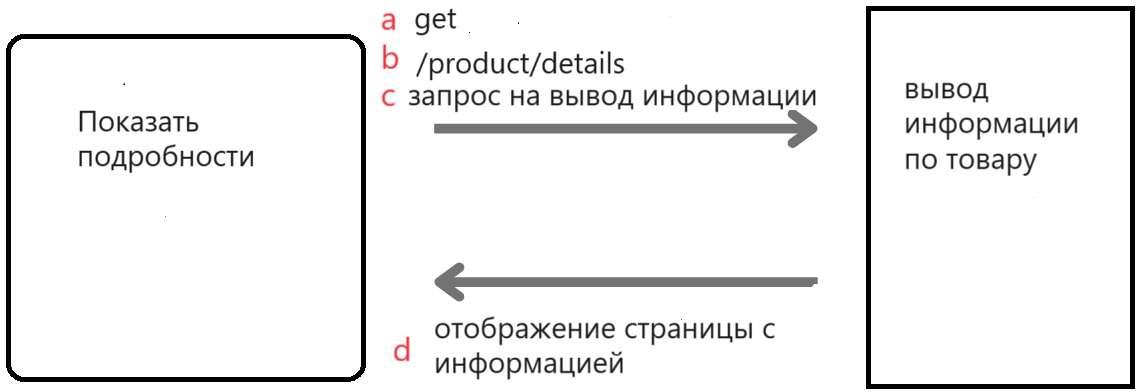 a get
b /product/details
c запрос на вывод информации
Показать
подробности
вывод
информации
по товару
d отображение страницы с
информацией